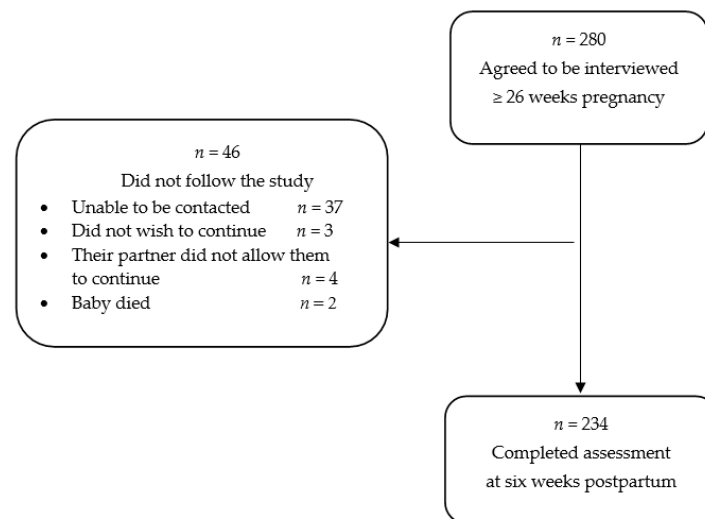 n = 280
Agreed to be interviewed
≥ 26 weeks pregnancy
n = 46
Did not follow the study
• Unable to be contacted n = 37
• Did not wish to continue n = 3
• Their partner did not allow them
to continue n = 4
• Baby died n = 2
n = 234
Completed assessment
at six weeks postpartum